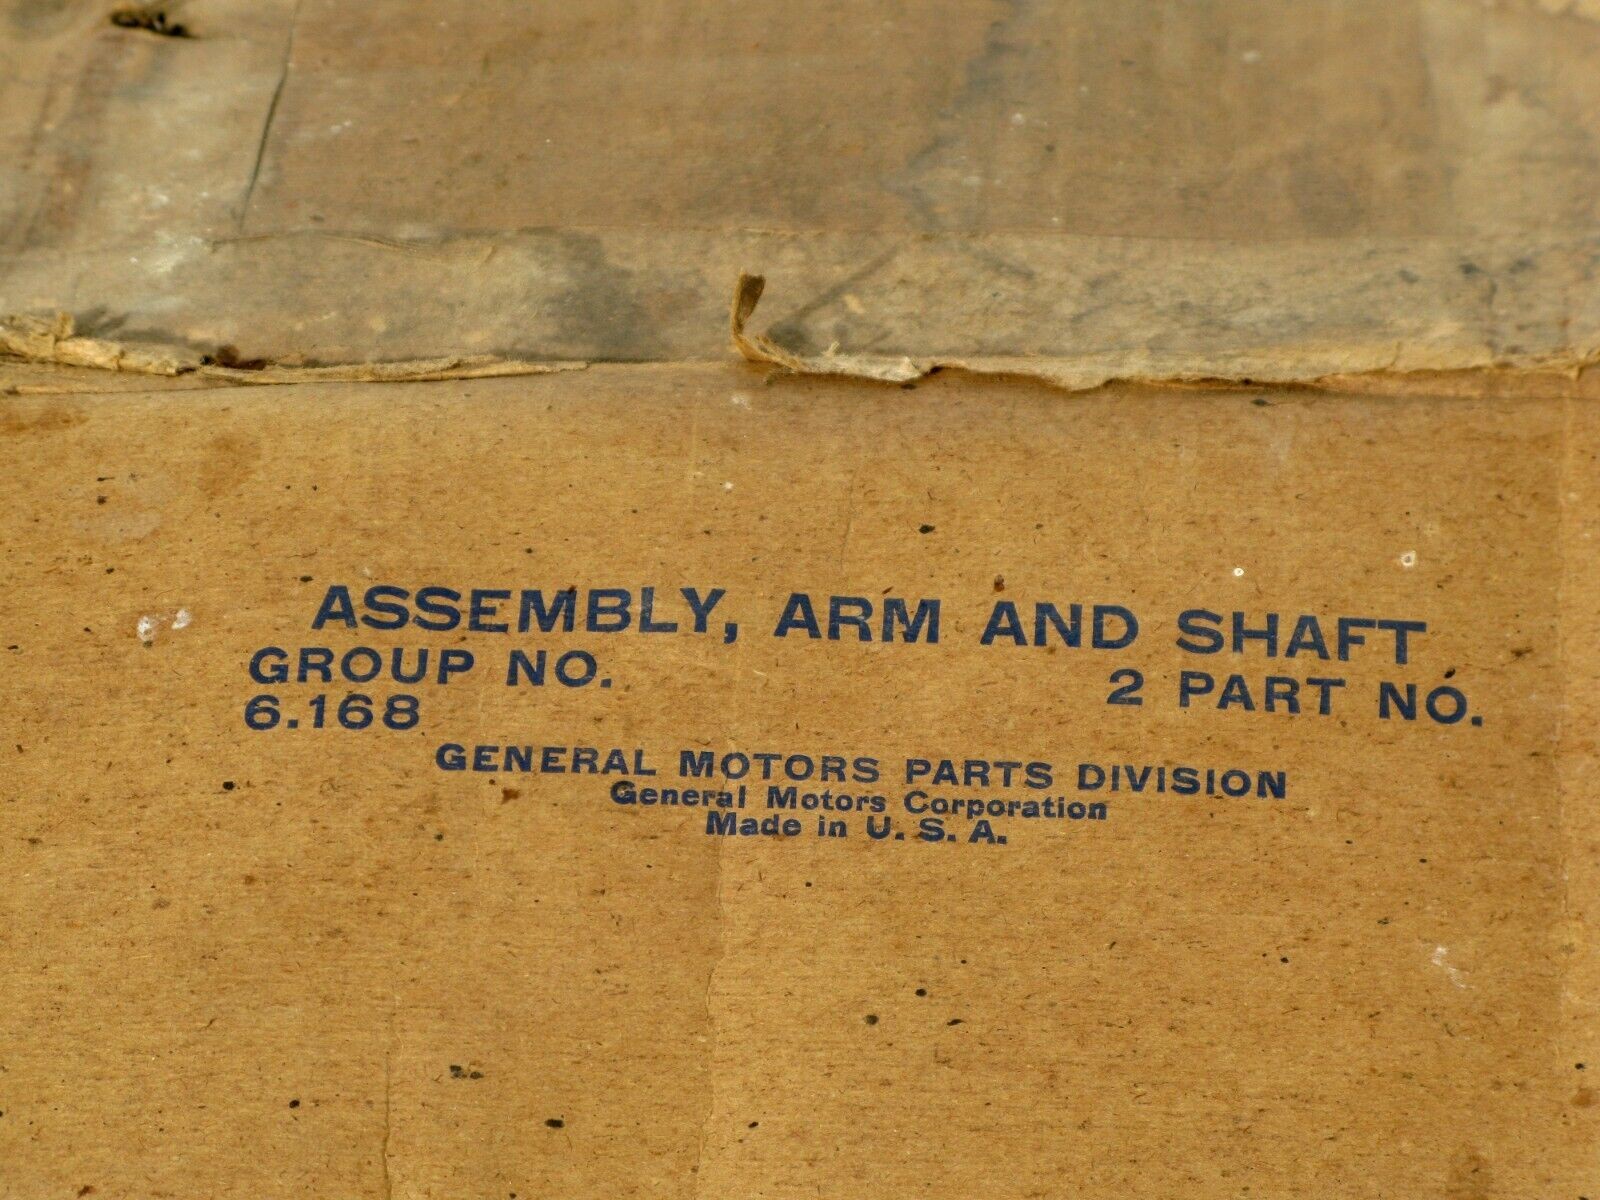 ASSEMBLY, ARM AND SHAFT
GROUP NO. 2 PART NO.
6.168
GENERAL MOTORS PARTS DIVISION
General Motors Corporation
Made in U. S. A.